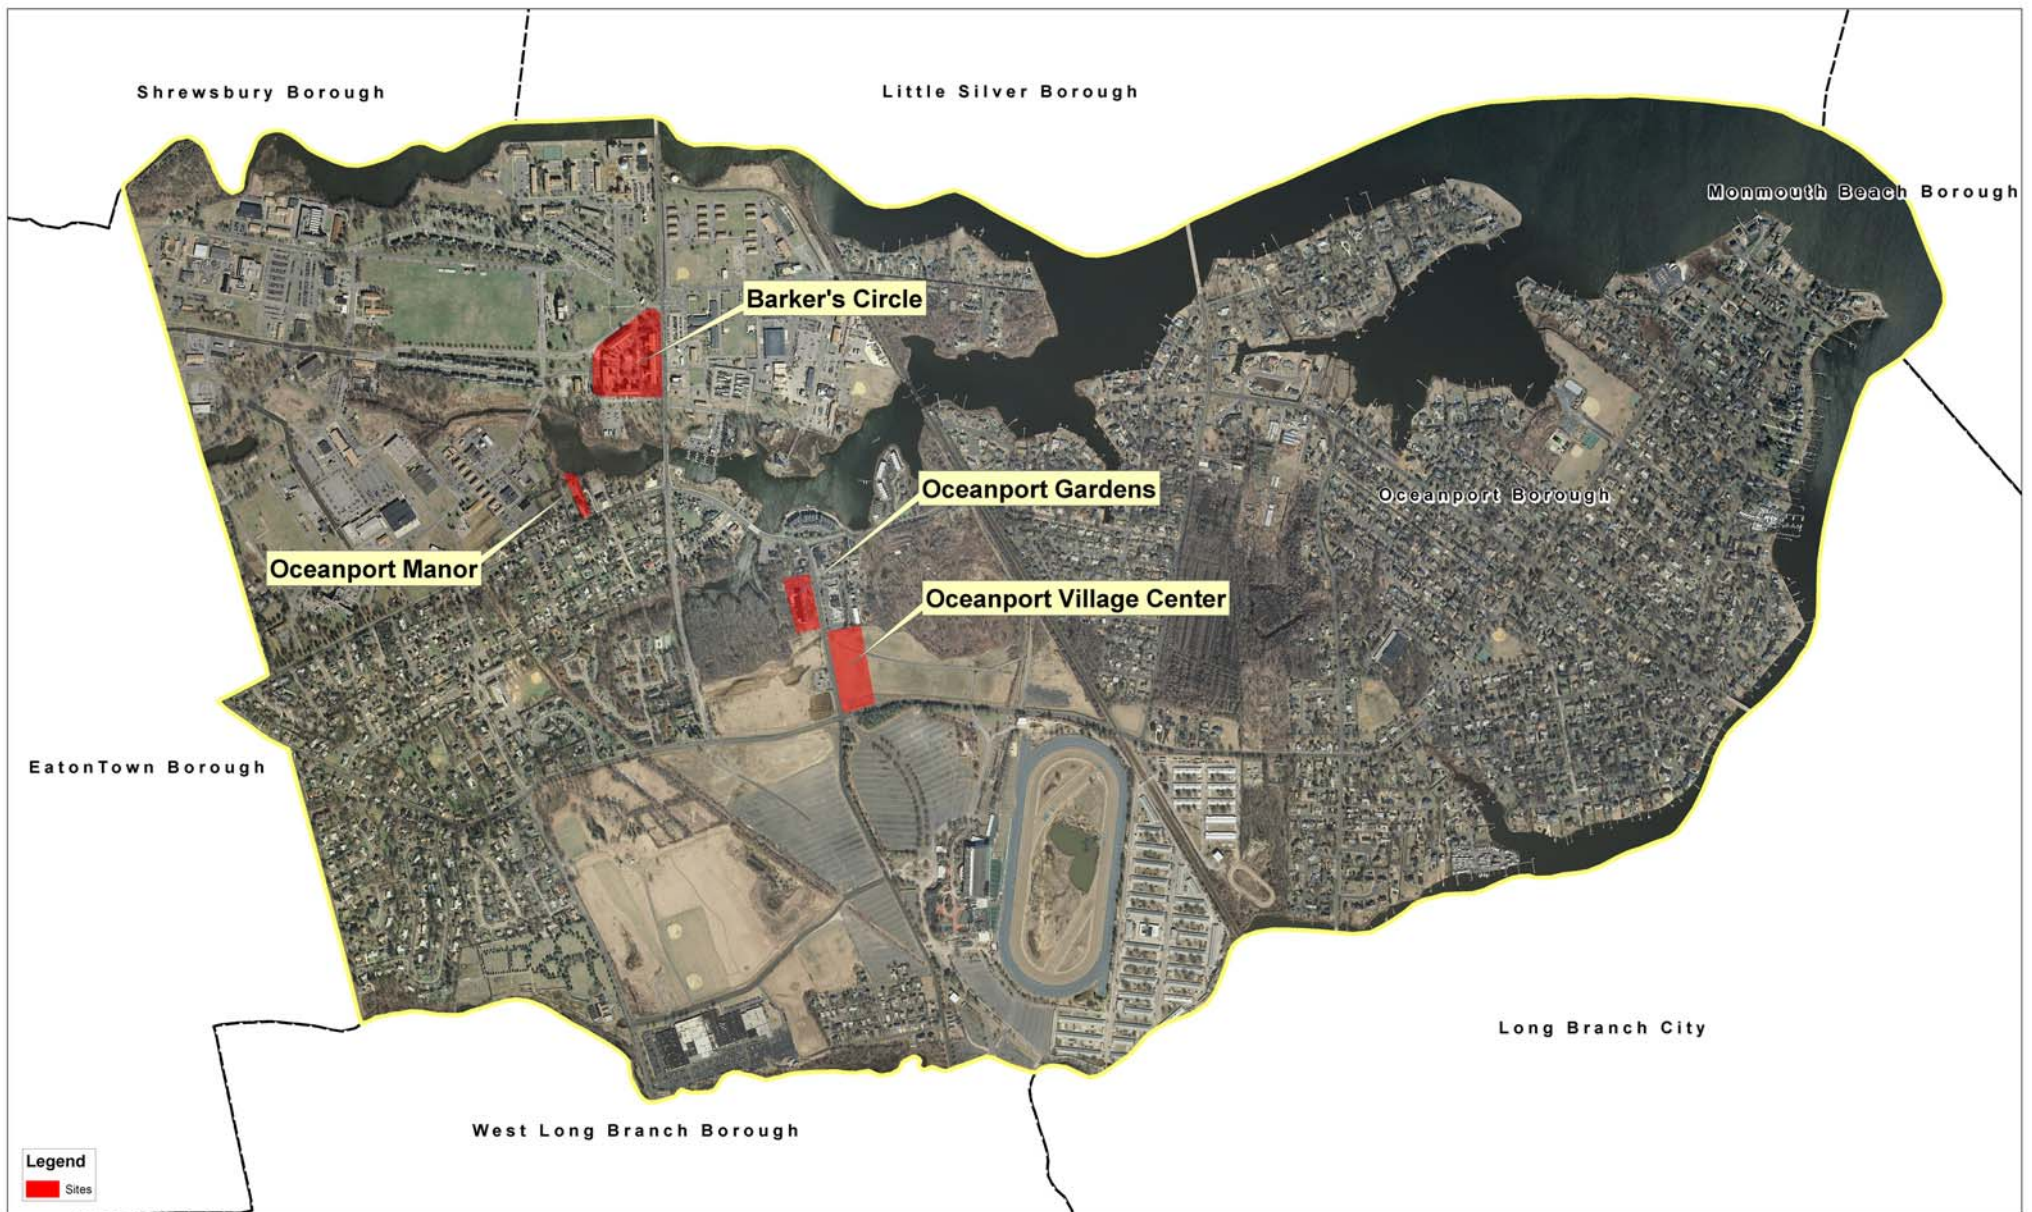 Shrewsbury Borough
Little Silver Borough
Monmouth Beach Borough
Barker's Circle
Oceanport Gardens
Oceanport Borough
Oceanport Manor
Oceanport Village Center
EatonTown Borough
Long Branch City
West Long Branch Borough
Legend
Sites